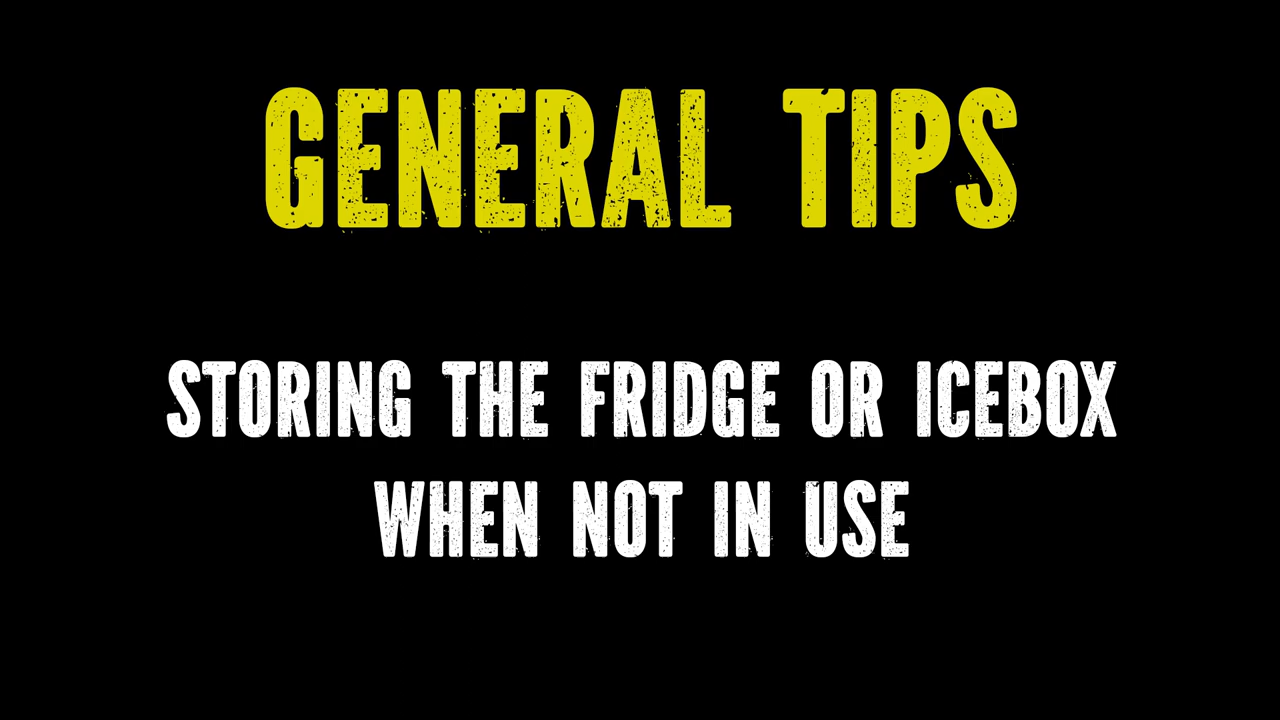 GENERAL TIPS
STORING THE FRIDGE OR ICEBOX
WHEN NOT IN USE